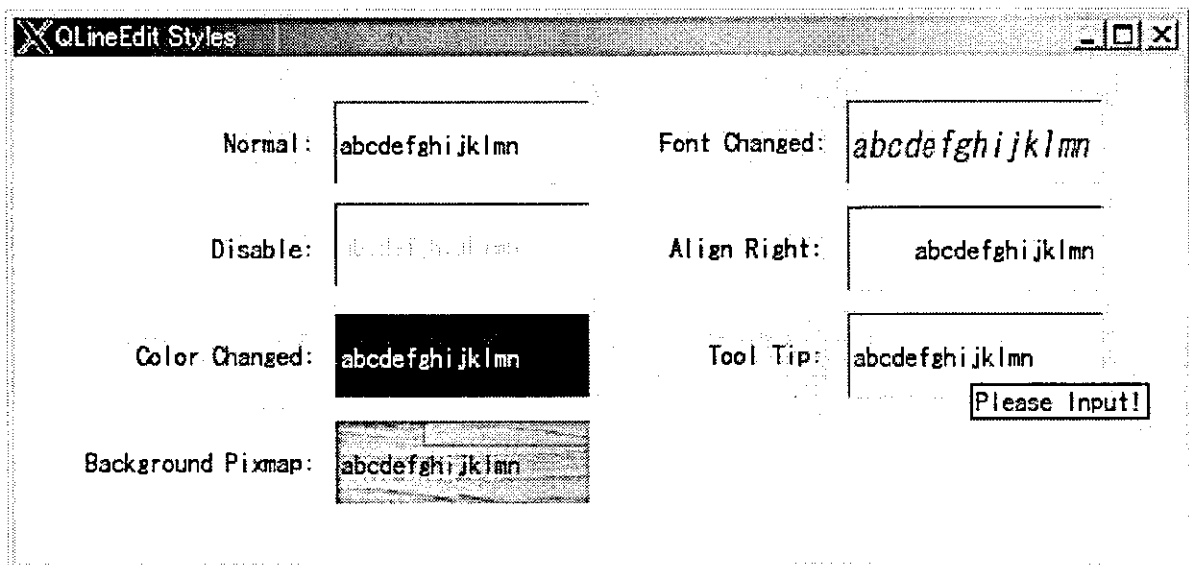 QLineEdit Styles
Normal: abcdefghijklmn
Font Changed: abcdefghijklmn
Disable:
Align Right: abcdefghijklmn
Color Changed: abcdefghijklmn
Tool Tip: abcdefghijklmn
Please Input!
Background Pixmap: abcdefghijklmn